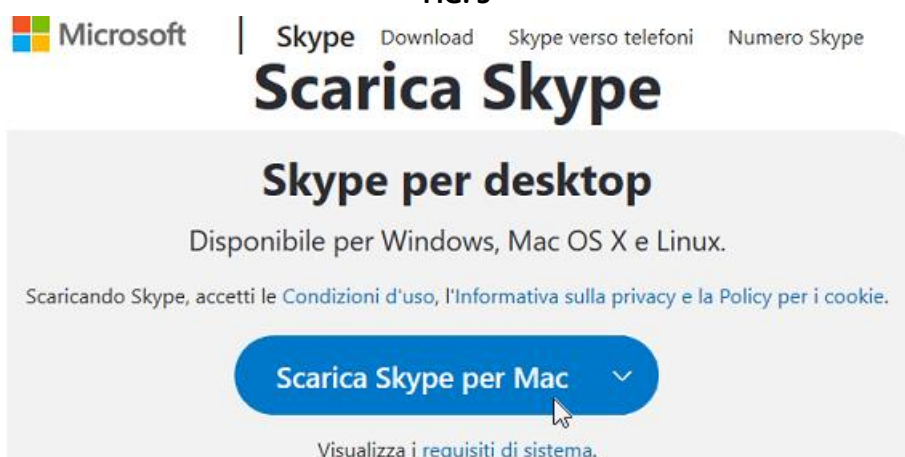 Microsoft | Skype Download Skype verso telefoni Numero Skype
Scarica Skype
Skype per desktop
Disponibile per Windows, Mac OS X e Linux.
Scaricando Skype, accetti le Condizioni d'uso, l'Informativa sulla privacy e la Policy per i cookie.
Scarica Skype per Mac
Visualizza i requisiti di sistema.